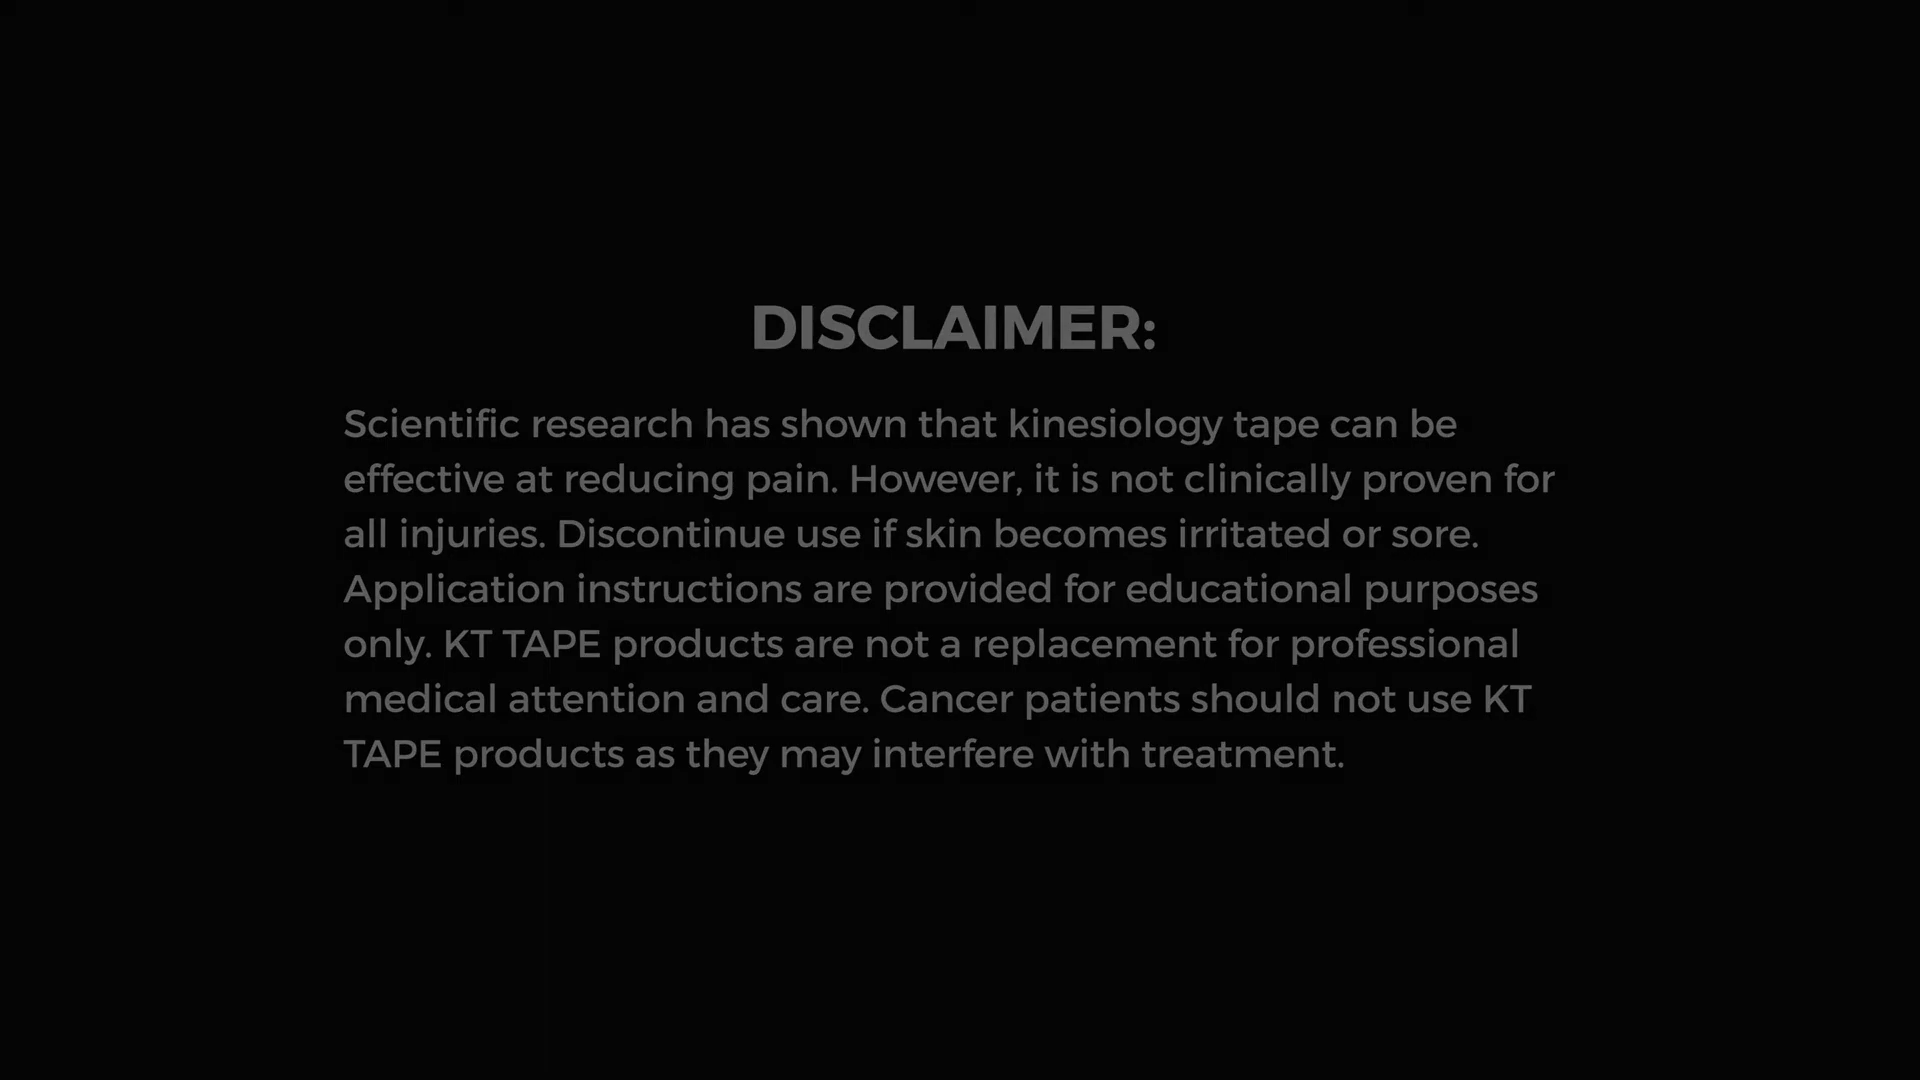 DISCLAIMER:
Scientific research has shown that kinesiology tape can be
effective at reducing pain. However, it is not clinically proven for
all injuries. Discontinue use if skin becomes irritated or sore.
Application instructions are provided for educational purposes
only. KT TAPE products are not a replacement for professional
medical attention and care. Cancer patients should not use KT
TAPE products as they may interfere with treatment.